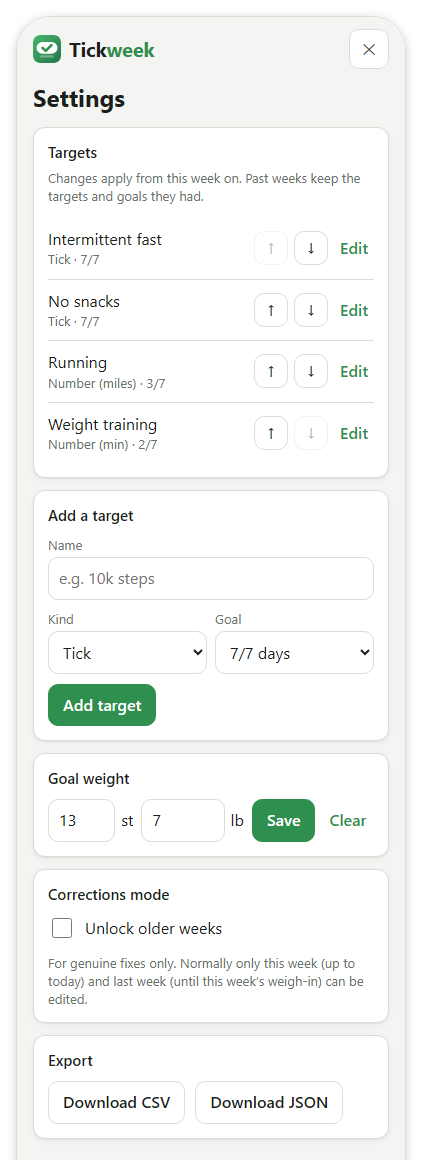 Tickweek
Settings
Targets
Changes apply from this week on. Past weeks keep the
targets and goals they had.
Intermittent fast
Tick · 7/7
↑ ↓ Edit
No snacks
Tick · 7/7
↑ ↓ Edit
Running
Number (miles) · 3/7
↑ ↓ Edit
Weight training
Number (min) · 2/7
↑ ↓ Edit
Add a target
Name
e.g. 10k steps
Kind Goal
Tick 7/7 days
Add target
Goal weight
13 st 7 lb Save Clear
Corrections mode
Unlock older weeks
For genuine fixes only. Normally only this week (up to
today) and last week (until this week's weigh-in) can be
edited.
Export
Download CSV Download JSON